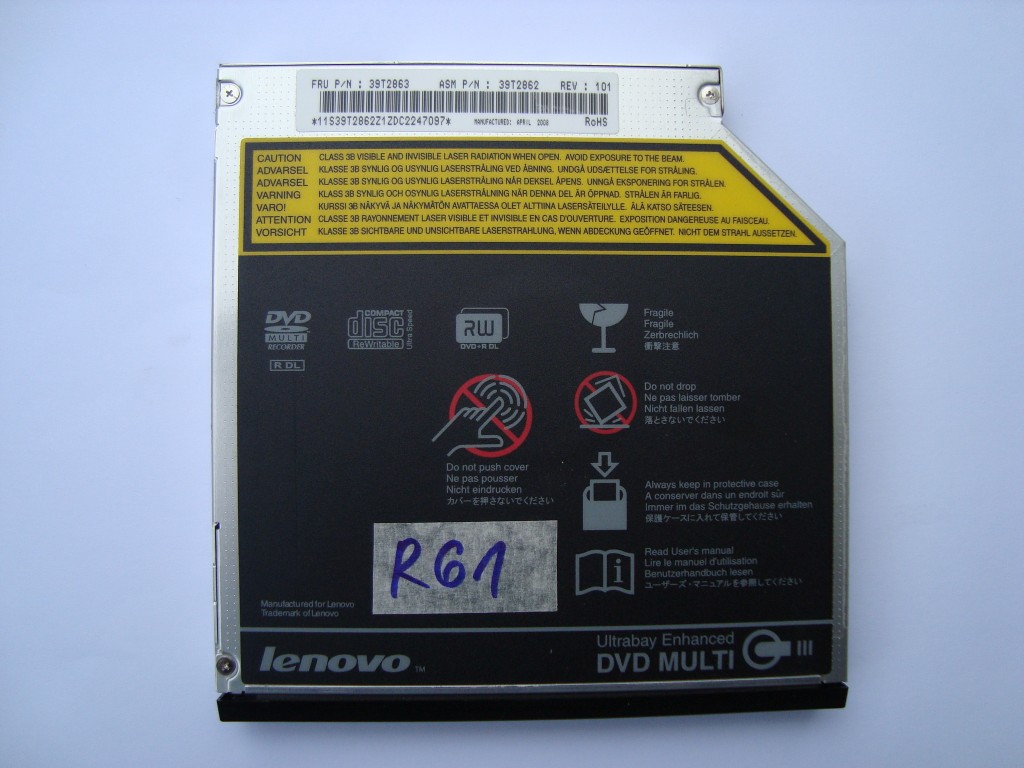 FRU P/N : 39T2863 ASM P/N : 39T2862 REV : 101
*11S39T2862Z1ZDC2247097* MANUFACTURED: APRIL 2008 RoHS
CAUTION CLASS 3B VISIBLE AND INVISIBLE LASER RADIATION WHEN OPEN. AVOID EXPOSURE TO THE BEAM.
ADVARSEL KLASSE 3B SYNLIG OG USYNLIG LASERSTRÅLING VED ÅBNING. UNDGÅ UDSÆTTELSE FOR STRÅLING.
ADVARSEL KLASSE 3B SYNLIG OG USYNLIG LASERSTRÅLING NÅR DEKSEL ÅPENS. UNNGÅ EKSPONERING FOR STRÅLEN.
VARNING KLASS 3B SYNLIG OCH OSYNLIG LASERSTRÅLNING NÄR DENNA DEL ÄR ÖPPNAD. STRÅLEN ÄR FARLIG.
VARO! KURSSI 3B NÄKYVÄ JA NÄKYMÄTÖN AVATTAESSA OLET ALTTIINA LASERSÄTEILYLLE. ÄLÄ KATSO SÄTEESEN.
ATTENTION CLASSE 3B RAYONNEMENT LASER VISIBLE ET INVISIBLE EN CAS D'OUVERTURE. EXPOSITION DANGEREUSE AU FAISCEAU.
VORSICHT KLASSE 3B SICHTBARE UND UNSICHTBARE LASERSTRAHLUNG, WENN ABDECKUNG GEÖFFNET. NICHT DEM STRAHL AUSSETZEN.
DVD
MULTI
RECORDER
R DL
COMPACT
disc
ReWritable
Ultra Speed
RW
DVD+R DL
Fragile
Fragile
Zerbrechlich
衝撃注意
Do not drop
Ne pas laisser tomber
Nicht fallen lassen
落とさないでください
Do not push cover
Ne pas pousser
Nicht eindrucken
カバーを押さないでください
Always keep in protective case
A conserver dans un endroit sûr
Immer im das Schutzgehause erhalten
保護ケースに入れて保管してください
R61
Read User's manual
Lire le manuel d'utilisation
Benutzerhandbuch lesen
ユーザーズ・マニュアルを参照してください
Manufactured for Lenovo
Trademark of Lenovo
lenovo TM
Ultrabay Enhanced
DVD MULTI III